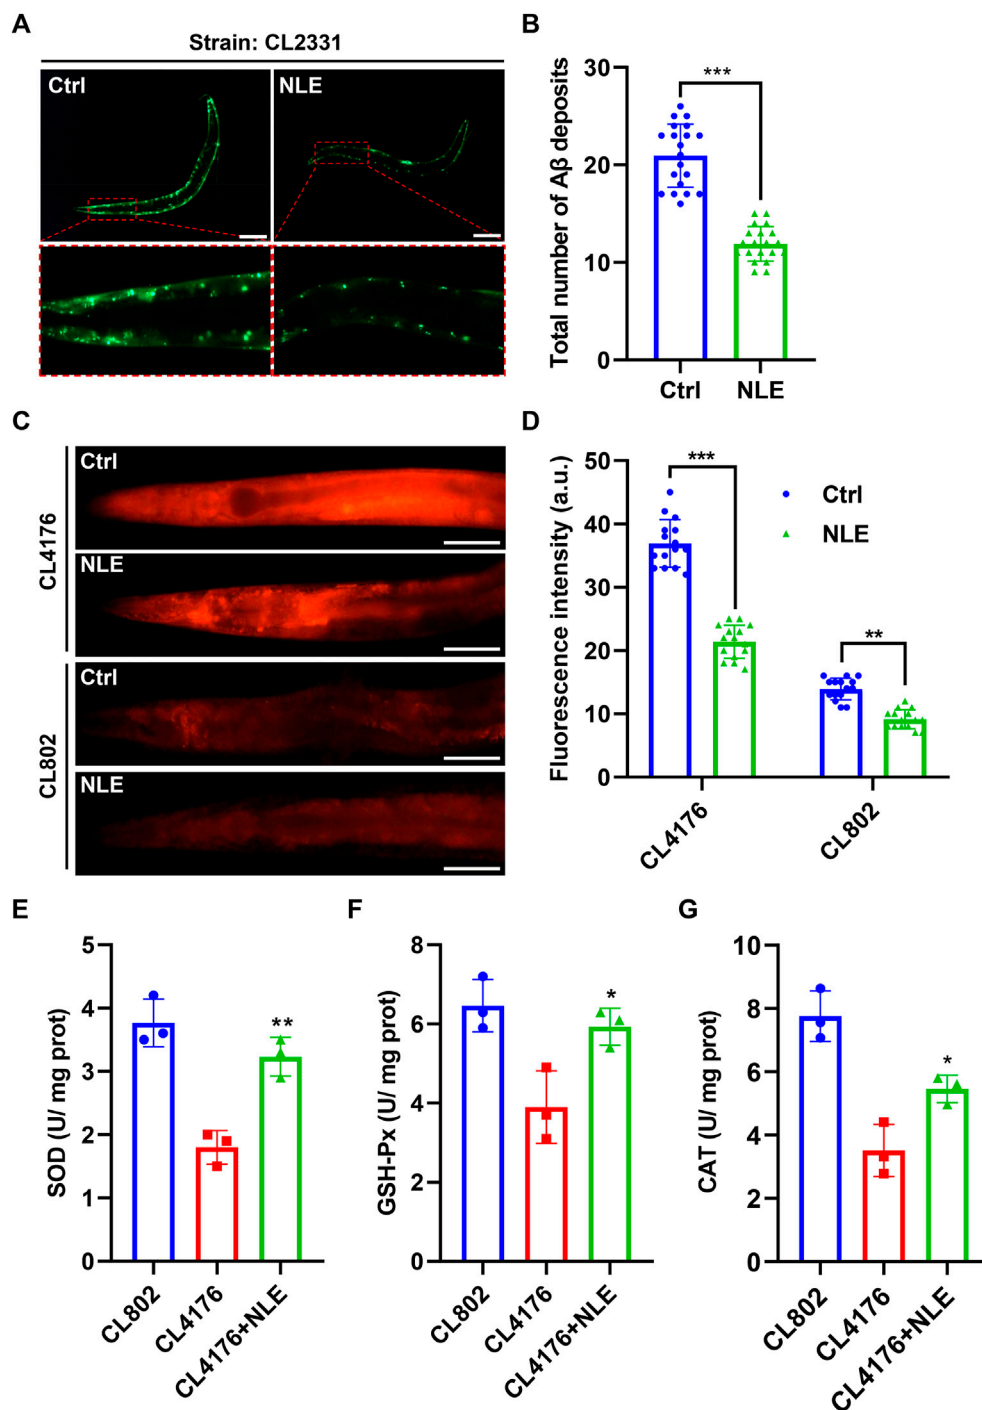 A
Strain: CL2331
Ctrl
NLE
B
Total number of Aβ deposits
30
20
10
0
***
Ctrl
NLE
C
CL4176
Ctrl
NLE
CL802
Ctrl
NLE
D
Fluorescence intensity (a.u.)
50
40
30
20
10
0
***
**
Ctrl
NLE
CL4176
CL802
E
SOD (U/ mg prot)
5
4
3
2
1
0
**
CL802
CL4176
CL4176+NLE
F
GSH-Px (U/ mg prot)
8
6
4
2
0
*
CL802
CL4176
CL4176+NLE
G
CAT (U/ mg prot)
10
8
6
4
2
0
*
CL802
CL4176
CL4176+NLE